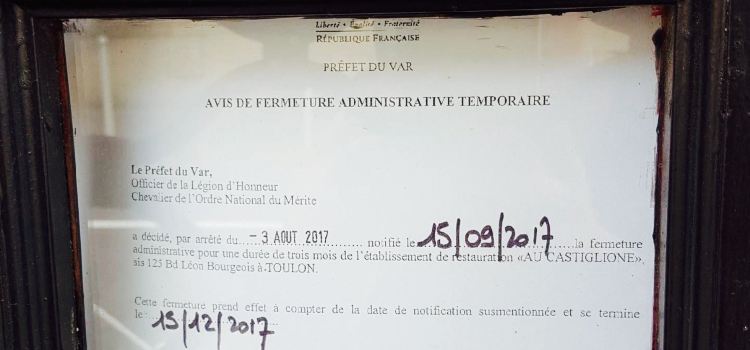 Liberté • Égalité • Fraternité
RÉPUBLIQUE FRANÇAISE
PRÉFET DU VAR
AVIS DE FERMETURE ADMINISTRATIVE TEMPORAIRE
Le Préfet du Var,
Officier de la Légion d'Honneur
Chevalier de l'Ordre National du Mérite
a décidé, par arrêté du - 3 AOUT 2017 notifié le 15/09/2017 la fermeture
administrative pour une durée de trois mois de l'établissement de restauration «AU CASTIGLIONE»,
sis 125 Bd Léon Bourgeois à TOULON.
Cette fermeture prend effet à compter de la date de notification susmentionnée et se termine
le : 15/12/2017